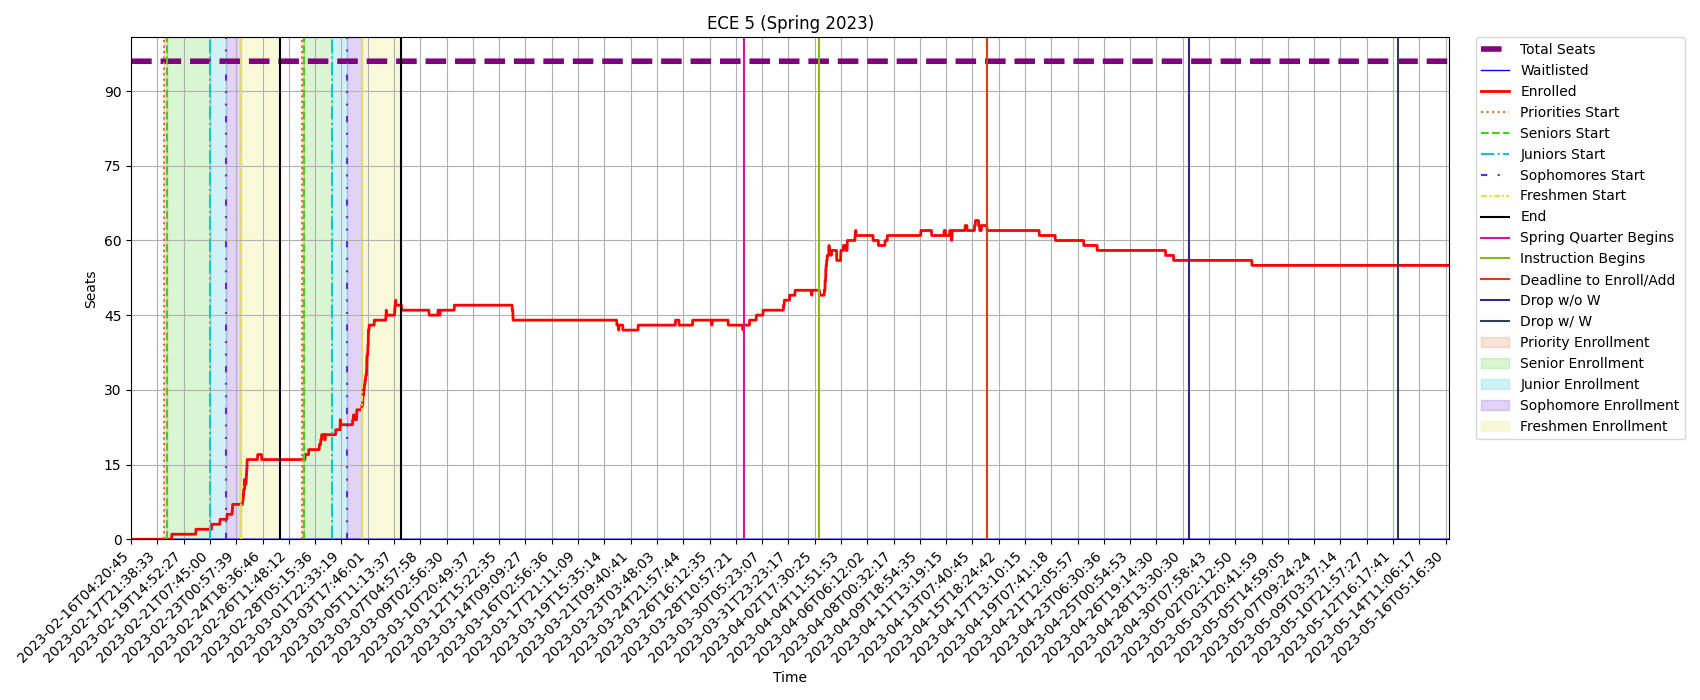 ECE 5 (Spring 2023)
Seats
90
75
60
45
30
15
0
2023-02-16T04:20:45
2023-02-17T21:38:33
2023-02-19T14:52:27
2023-02-21T07:45:00
2023-02-23T00:57:39
2023-02-24T18:36:46
2023-02-26T11:48:12
2023-02-28T05:15:36
2023-03-01T22:33:19
2023-03-03T17:46:01
2023-03-05T11:13:37
2023-03-07T04:57:58
2023-03-09T02:56:30
2023-03-10T20:49:37
2023-03-12T15:22:35
2023-03-14T09:09:27
2023-03-16T02:56:36
2023-03-17T21:11:09
2023-03-19T15:35:14
2023-03-21T09:40:41
2023-03-23T03:48:03
2023-03-24T21:57:44
2023-03-26T16:12:35
2023-03-28T10:57:21
2023-03-30T05:23:07
2023-03-31T23:23:17
2023-04-02T17:30:25
2023-04-04T11:51:53
2023-04-06T06:12:02
2023-04-08T00:32:17
2023-04-09T18:54:35
2023-04-11T13:19:15
2023-04-13T07:40:45
2023-04-15T18:24:42
2023-04-17T13:10:15
2023-04-19T07:41:18
2023-04-21T12:05:57
2023-04-23T06:30:36
2023-04-25T00:54:53
2023-04-26T19:14:30
2023-04-28T13:30:30
2023-04-30T07:58:43
2023-05-02T02:12:50
2023-05-03T20:41:59
2023-05-05T14:59:05
2023-05-07T09:24:24
2023-05-09T03:37:14
2023-05-10T21:57:27
2023-05-12T16:17:41
2023-05-14T11:06:17
2023-05-16T05:16:30
Time
Total Seats
Waitlisted
Enrolled
Priorities Start
Seniors Start
Juniors Start
Sophomores Start
Freshmen Start
End
Spring Quarter Begins
Instruction Begins
Deadline to Enroll/Add
Drop w/o W
Drop w/ W
Priority Enrollment
Senior Enrollment
Junior Enrollment
Sophomore Enrollment
Freshmen Enrollment